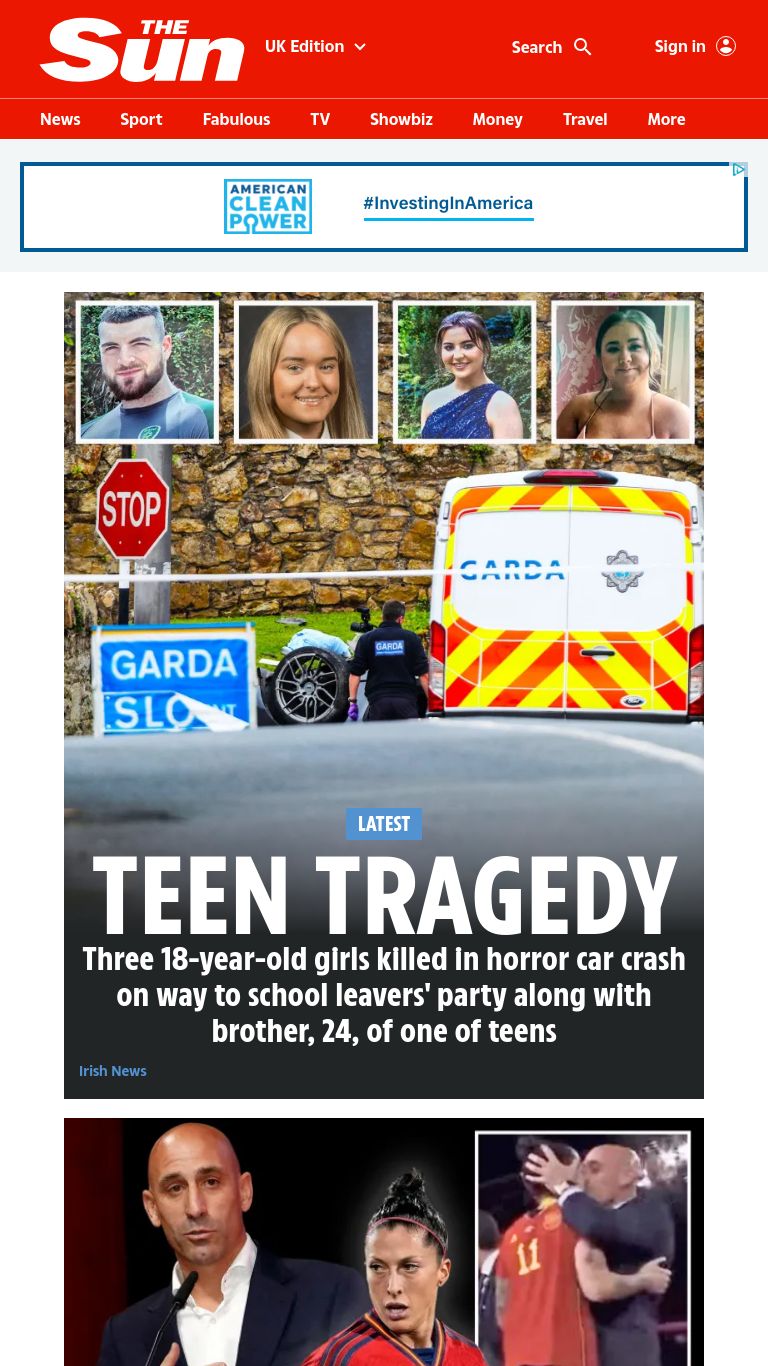 THE
Sun
UK Edition
Search
Sign in
News Sport Fabulous TV Showbiz Money Travel More
AMERICAN
CLEAN
POWER
#InvestingInAmerica
STOP
GARDA
GARDA
GARDA
SLO
NT
LATEST
TEEN TRAGEDY
Three 18-year-old girls killed in horror car crash
on way to school leavers' party along with
brother, 24, of one of teens
Irish News
11